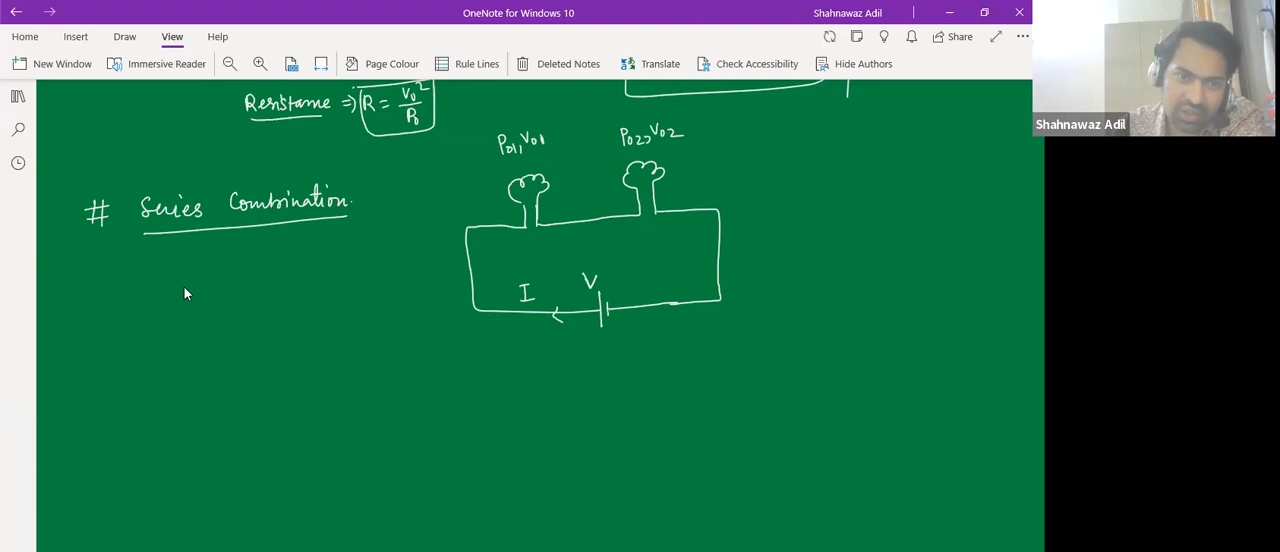 OneNote for Windows 10
Shahnawaz Adil
Home Insert Draw View Help
Share
New Window Immersive Reader Page Colour Rule Lines Deleted Notes Translate Check Accessibility Hide Authors
Resistame => R = V₀²/P₀
P₀₁, V₀₁
P₀₂, V₀₂
# Series Combination.
I
V
Shahnawaz Adil